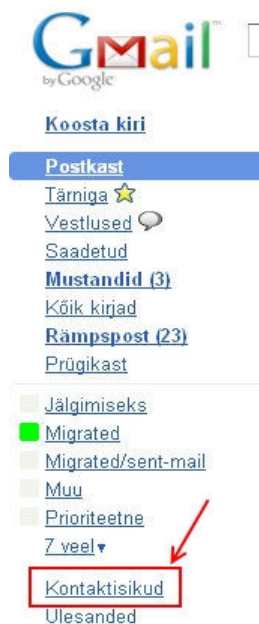 Gmail™
by Google
Koosta kiri
Postkast
Tärniga
Vestlused
Saadetud
Mustandid (3)
Kõik kirjad
Rämpspost (23)
Prügikast
Jälgimiseks
Migrated
Migrated/sent-mail
Muu
Prioriteetne
7 veel▼
Kontaktisikud
Ülesanded